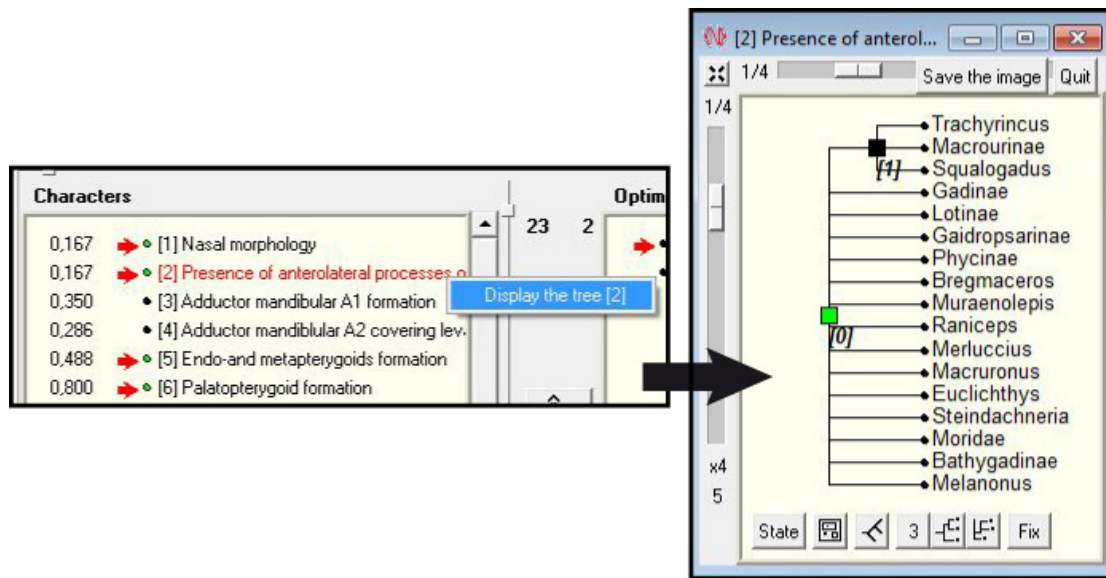 Characters
Optim
0,167 [1] Nasal morphology
0,167 [2] Presence of anterolateral processes o
0,350 [3] Adductor mandibular A1 formation
0,286 [4] Adductor mandiblular A2 covering lev
0,488 [5] Endo-and metapterygoids formation
0,800 [6] Palatopterygoid formation
23 2
Display the tree [2]
[2] Presence of anterol...
1/4
Save the image
Quit
1/4
Trachyrincus
Macrourinae
[1]
Squalogadus
Gadinae
Lotinae
Gaidropsarinae
Phycinae
Bregmaceros
Muraenolepis
Raniceps
[0]
Merluccius
Macruronus
Euclichthys
Steindachneria
Moridae
Bathygadinae
Melanonus
x4
5
State
3
Fix